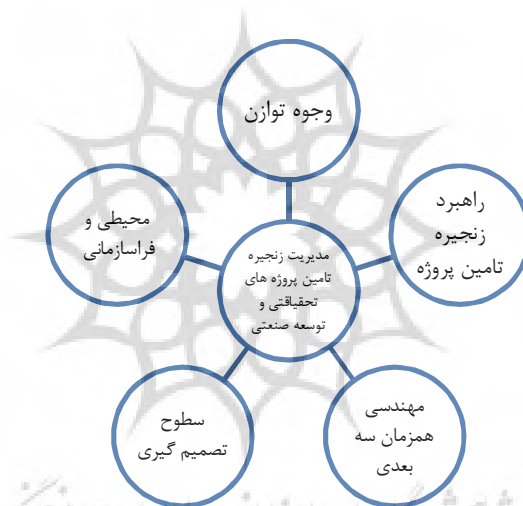 وجوه توازن
راهبرد
زنجیره
تامین پروژه
محیطی و
فراسازمانی
مدیریت زنجیره
تامین پروژه های
تحقیاقتی و
توسعه صنعتی
مهندسی
همزمان سه
بعدی
سطوح
تصمیم گیری